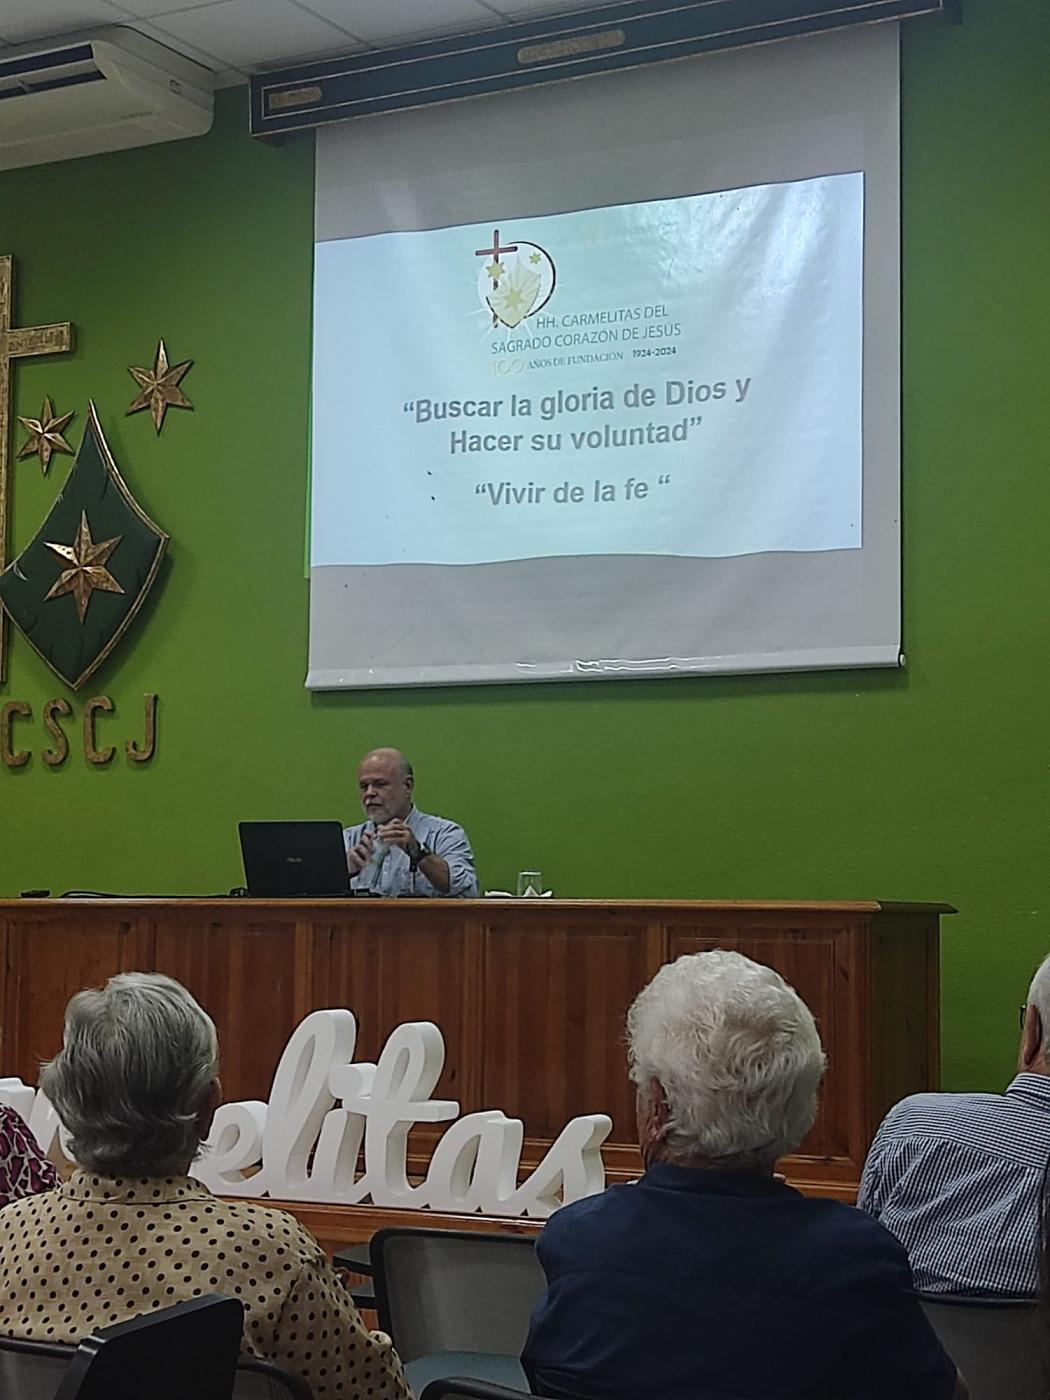 HH. CARMELITAS DEL
SAGRADO CORAZÓN DE JESÚS
100 AÑOS DE FUNDACIÓN 1924-2024
“Buscar la gloria de Dios y
Hacer su voluntad”
“Vivir de la fe “
CSCJ
ASUS
elitas